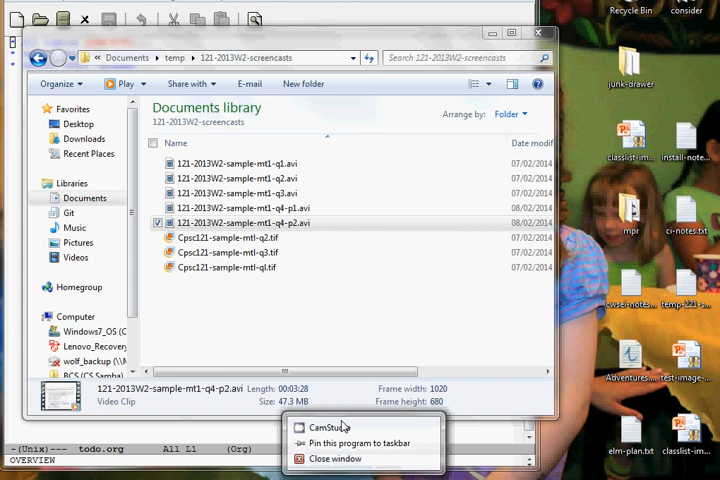 Recycle Bin
consider
Documents
temp
121-2013W2-screencasts
Search 121-2013W2-screencasts
Organize
Play
Share with
E-mail
New folder
Favorites
Desktop
Downloads
Recent Places
Libraries
Documents
Git
Music
Pictures
Videos
Homegroup
Computer
Windows7_OS (C
Lenovo_Recovery
wolf_backup (\\M
BCS (CS Samba)
Documents library
121-2013W2-screencasts
Arrange by: Folder
Name
Date modif
121-2013W2-sample-mt1-q1.avi
07/02/2014
121-2013W2-sample-mt1-q2.avi
07/02/2014
121-2013W2-sample-mt1-q3.avi
07/02/2014
121-2013W2-sample-mt1-q4-p1.avi
08/02/2014
121-2013W2-sample-mt1-q4-p2.avi
08/02/2014
Cpsc121-sample-mtl-q2.tif
07/02/2014
Cpsc121-sample-mtl-q3.tif
07/02/2014
Cpsc121-sample-mtl-ql.tif
07/02/2014
121-2013W2-sample-mt1-q4-p2.avi
Length: 00:03:28
Frame width: 1020
Video Clip
Size: 47.3 MB
Frame height: 680
CamStudio
Pin this program to taskbar
Close window
-(Unix)---
todo.org
All L1
(Org)
OVERVIEW
junk-drawer
classlist-im...
install-note...
mpr
ci-notes.txt
cwsei-notes...
temp-221-s...
Adventures...
test-image-...
elm-plan.txt
classlist-im...